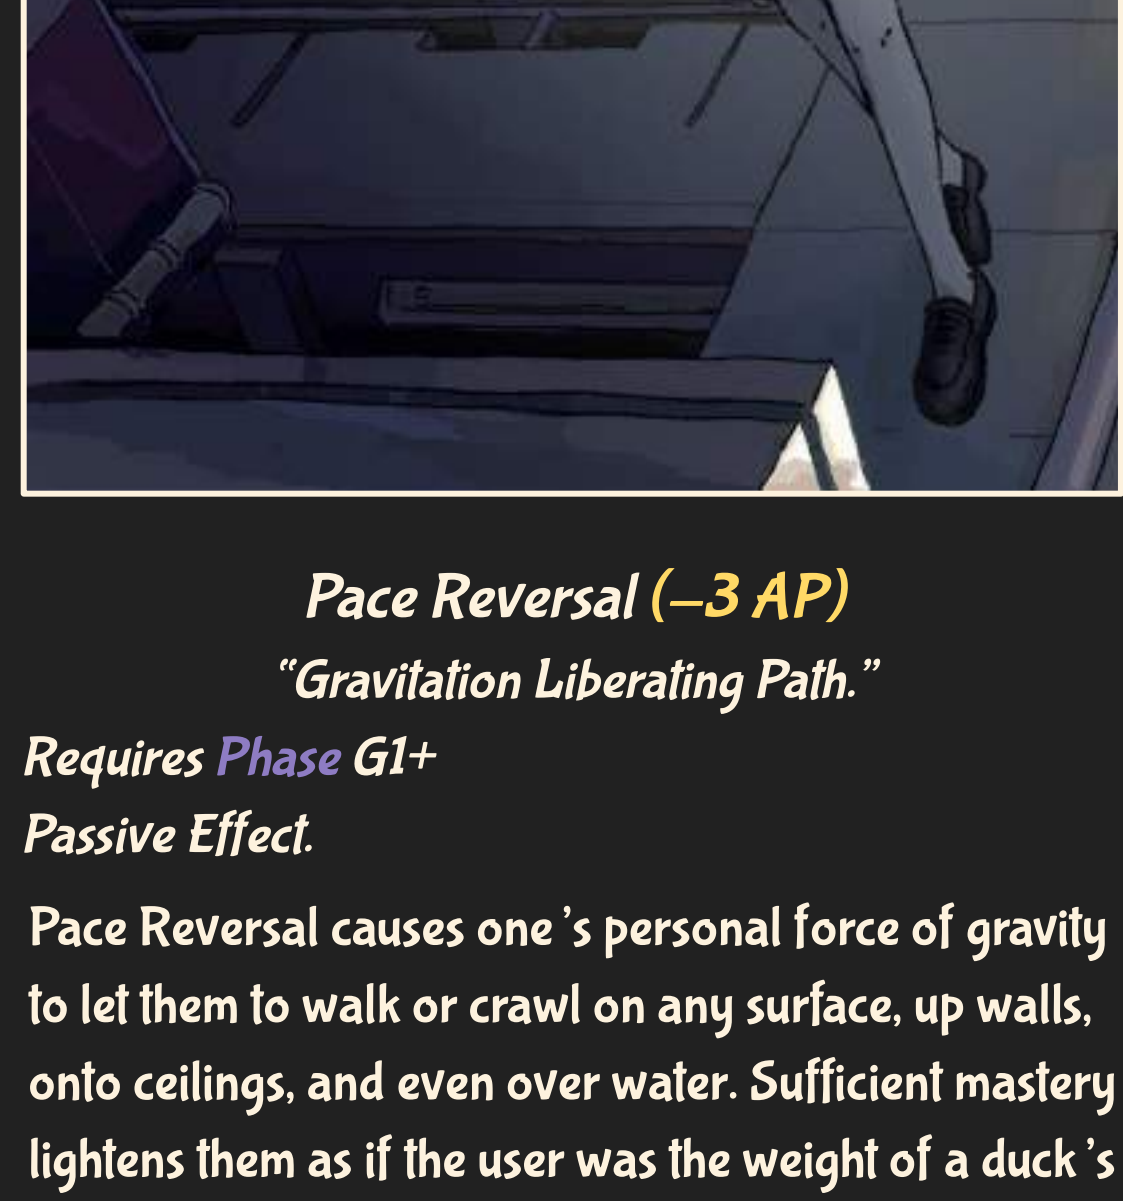 Pace Reversal (–3 AP)
“Gravitation Liberating Path.”
Requires Phase G1+
Passive Effect.
Pace Reversal causes one’s personal force of gravity
to let them to walk or crawl on any surface, up walls,
onto ceilings, and even over water. Sufficient mastery
lightens them as if the user was the weight of a duck’s